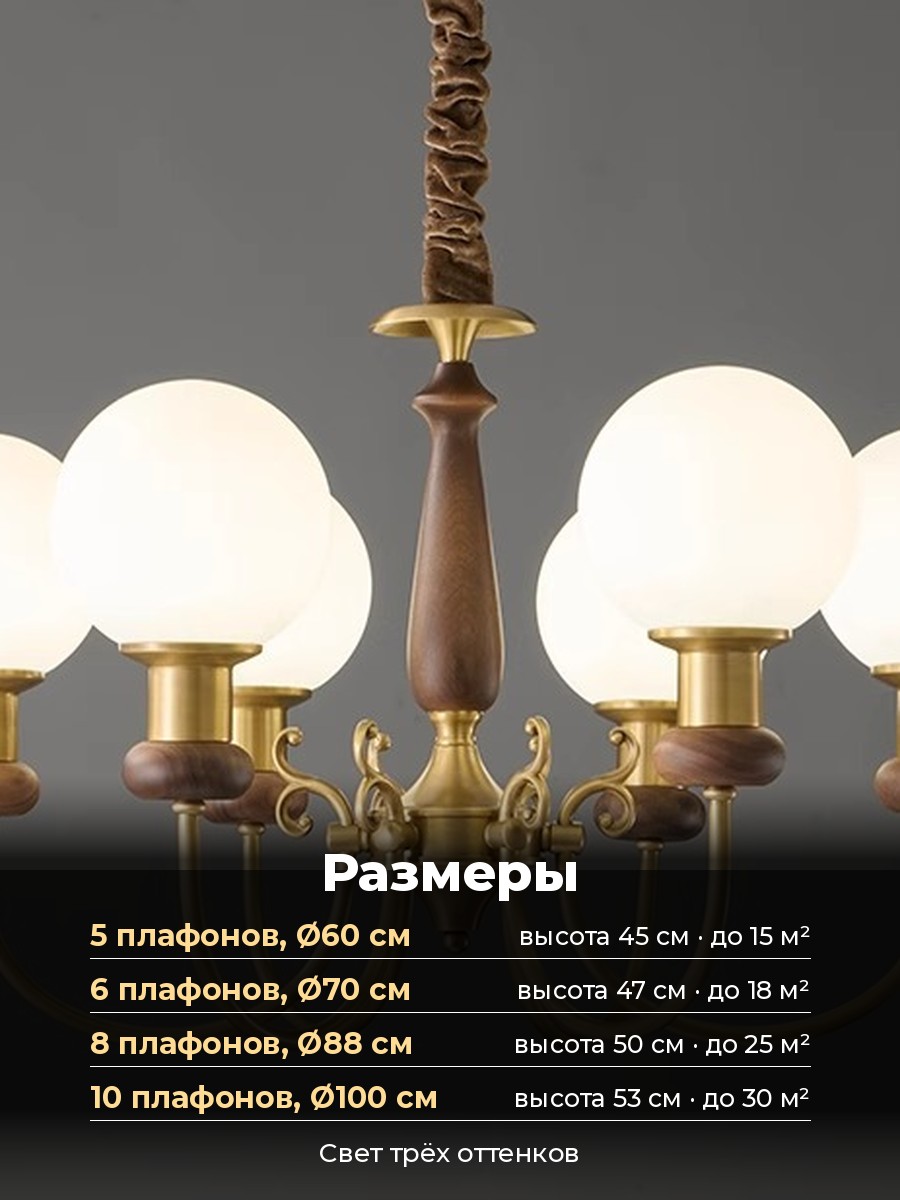 Размеры
5 плафонов, Ø60 см высота 45 см · до 15 м²
6 плафонов, Ø70 см высота 47 см · до 18 м²
8 плафонов, Ø88 см высота 50 см · до 25 м²
10 плафонов, Ø100 см высота 53 см · до 30 м²
Свет трёх оттенков